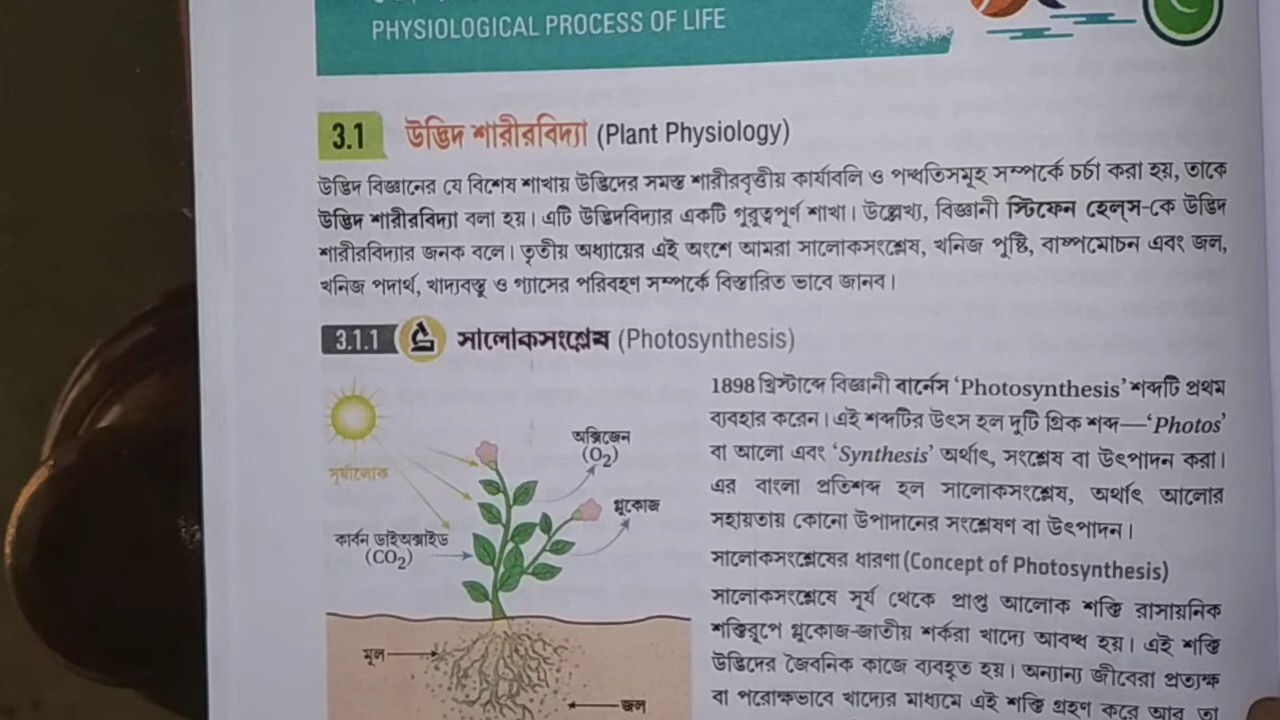 PHYSIOLOGICAL PROCESS OF LIFE
3.1 উদ্ভিদ শারীরবিদ্যা (Plant Physiology)
উদ্ভিদ বিজ্ঞানের যে বিশেষ শাখায় উদ্ভিদের সমস্ত শারীরবৃত্তীয় কার্যাবলি ও পদ্ধতিসমূহ সম্পর্কে চর্চা করা হয়, তাকে
উদ্ভিদ শারীরবিদ্যা বলা হয়। এটি উদ্ভিদবিদ্যার একটি গুরুত্বপূর্ণ শাখা। উল্লেখ্য, বিজ্ঞানী স্টিফেন হেল্‌স-কে উদ্ভিদ
শারীরবিদ্যার জনক বলে। তৃতীয় অধ্যায়ের এই অংশে আমরা সালোকসংশ্লেষ, খনিজ পুষ্টি, বাষ্পমোচন এবং জল,
খনিজ পদার্থ, খাদ্যবস্তু ও গ্যাসের পরিবহণ সম্পর্কে বিস্তারিত ভাবে জানব।
3.1.1 সালোকসংশ্লেষ (Photosynthesis)
সূর্যালোক
অক্সিজেন
(O₂)
গ্লুকোজ
কার্বন ডাইঅক্সাইড
(CO₂)
মূল
জল
1898 খ্রিস্টাব্দে বিজ্ঞানী বার্নেস ‘Photosynthesis’ শব্দটি প্রথম
ব্যবহার করেন। এই শব্দটির উৎস হল দুটি গ্রিক শব্দ—‘Photos’
বা আলো এবং ‘Synthesis’ অর্থাৎ, সংশ্লেষ বা উৎপাদন করা।
এর বাংলা প্রতিশব্দ হল সালোকসংশ্লেষ, অর্থাৎ আলোর
সহায়তায় কোনো উপাদানের সংশ্লেষণ বা উৎপাদন।
সালোকসংশ্লেষের ধারণা (Concept of Photosynthesis)
সালোকসংশ্লেষে সূর্য থেকে প্রাপ্ত আলোক শক্তি রাসায়নিক
শক্তিরূপে গ্লুকোজ-জাতীয় শর্করা খাদ্যে আবদ্ধ হয়। এই শক্তি
উদ্ভিদের জৈবনিক কাজে ব্যবহৃত হয়। অন্যান্য জীবেরা প্রত্যক্ষ
বা পরোক্ষভাবে খাদ্যের মাধ্যমে এই শক্তি গ্রহণ করে আর তা